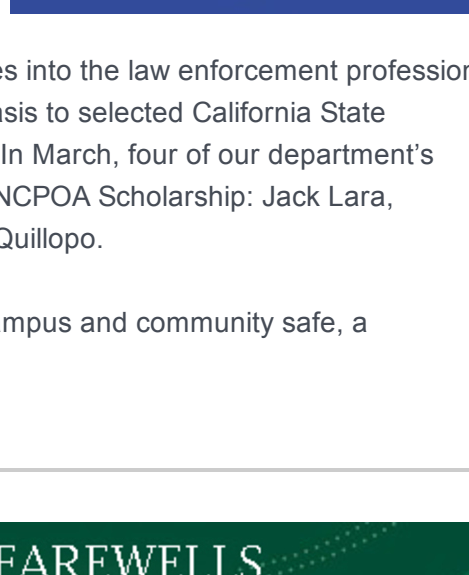 es into the law enforcement profession
asis to selected California State
In March, four of our department's
NCPOA Scholarship: Jack Lara,
Quillopo.
ampus and community safe, a
FAREWELLS